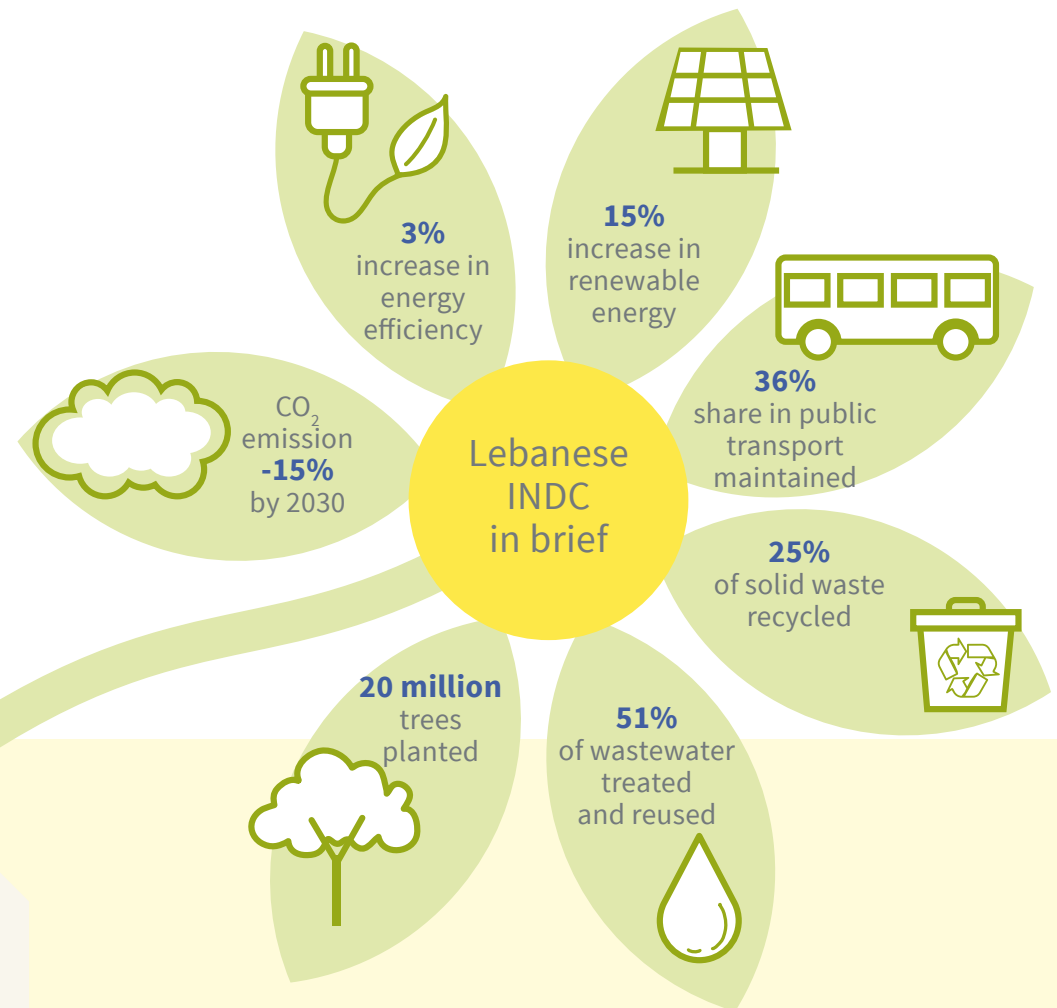 3%
increase in
energy
efficiency
15%
increase in
renewable
energy
36%
share in public
transport
maintained
CO₂
emission
-15%
by 2030
Lebanese
INDC
in brief
25%
of solid waste
recycled
20 million
trees
planted
51%
of wastewater
treated
and reused